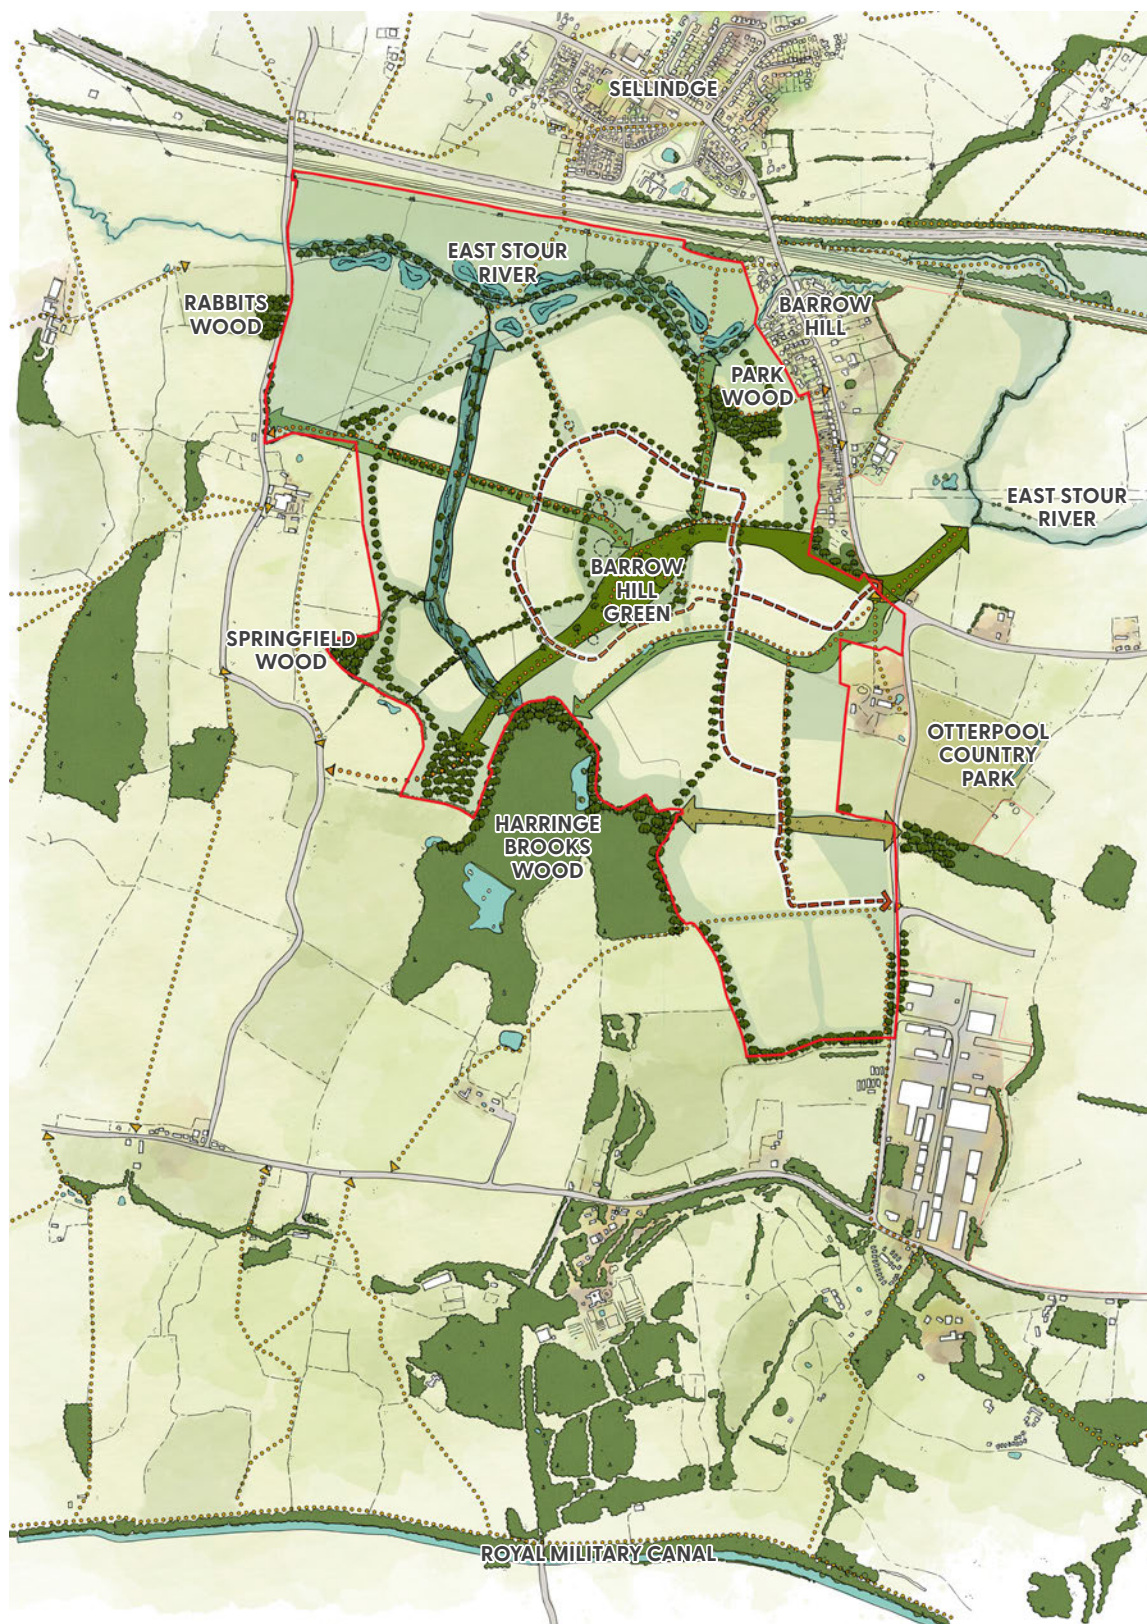 SELLINDGE
EAST STOUR
RIVER
RABBITS
WOOD
BARROW
HILL
PARK
WOOD
EAST STOUR
RIVER
BARROW
HILL
GREEN
SPRINGFIELD
WOOD
OTTERPOOL
COUNTRY
PARK
HARRINGE
BROOKS
WOOD
ROYAL MILITARY CANAL